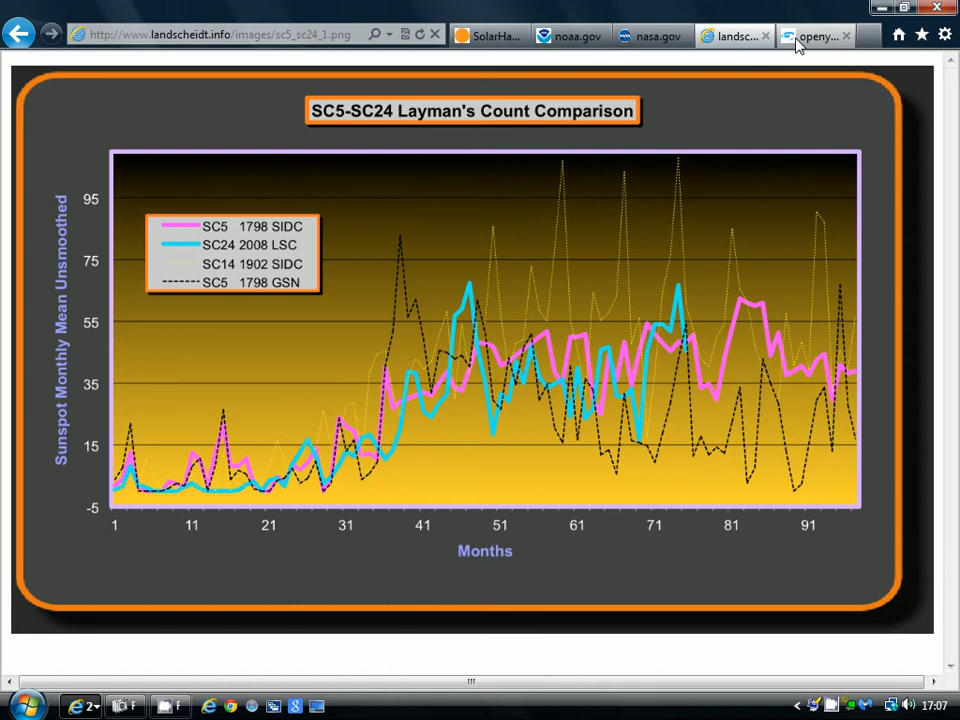 http://www.landscheidt.info/images/sc5_sc24_1.png
SolarHa...
noaa.gov
nasa.gov
landsc...
openy...
SC5-SC24 Layman's Count Comparison
Sunspot Monthly Mean Unsmoothed
95
75
55
35
15
-5
SC5 1798 SIDC
SC24 2008 LSC
SC14 1902 SIDC
SC5 1798 GSN
1 11 21 31 41 51 61 71 81 91
Months
2
F
F
17:07